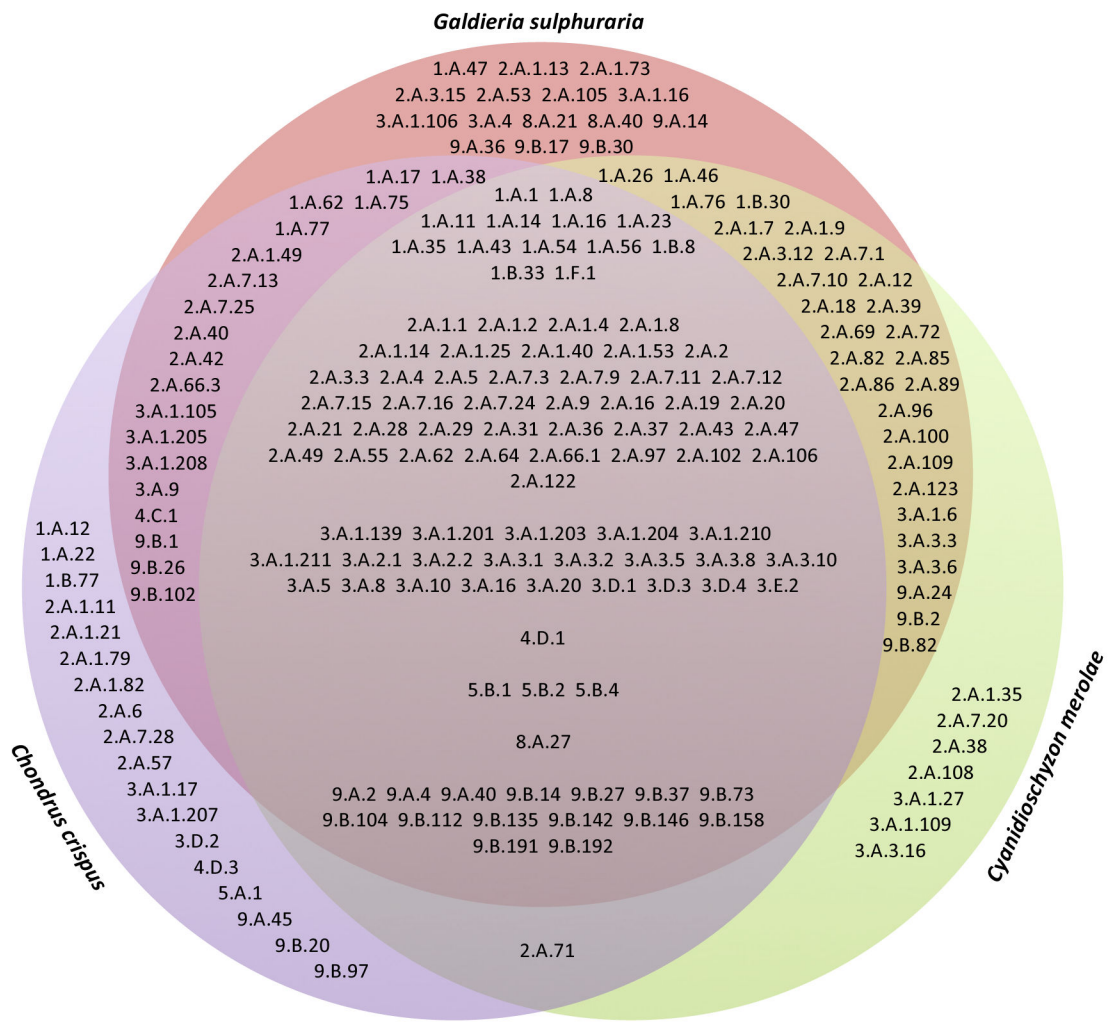 Galdieria sulphuraria
1.A.47 2.A.1.13 2.A.1.73
2.A.3.15 2.A.53 2.A.105 3.A.1.16
3.A.1.106 3.A.4 8.A.21 8.A.40 9.A.14
9.A.36 9.B.17 9.B.30
1.A.17 1.A.38
1.A.62 1.A.75
1.A.77
2.A.1.49
2.A.7.13
2.A.7.25
2.A.40
2.A.42
2.A.66.3
3.A.1.105
3.A.1.205
3.A.1.208
3.A.9
4.C.1
9.B.1
9.B.26
9.B.102
1.A.1 1.A.8
1.A.11 1.A.14 1.A.16 1.A.23
1.A.35 1.A.43 1.A.54 1.A.56 1.B.8
1.B.33 1.F.1
2.A.1.1 2.A.1.2 2.A.1.4 2.A.1.8
2.A.1.14 2.A.1.25 2.A.1.40 2.A.1.53 2.A.2
2.A.3.3 2.A.4 2.A.5 2.A.7.3 2.A.7.9 2.A.7.11 2.A.7.12
2.A.7.15 2.A.7.16 2.A.7.24 2.A.9 2.A.16 2.A.19 2.A.20
2.A.21 2.A.28 2.A.29 2.A.31 2.A.36 2.A.37 2.A.43 2.A.47
2.A.49 2.A.55 2.A.62 2.A.64 2.A.66.1 2.A.97 2.A.102 2.A.106
2.A.122
3.A.1.139 3.A.1.201 3.A.1.203 3.A.1.204 3.A.1.210
3.A.1.211 3.A.2.1 3.A.2.2 3.A.3.1 3.A.3.2 3.A.3.5 3.A.3.8 3.A.3.10
3.A.5 3.A.8 3.A.10 3.A.16 3.A.20 3.D.1 3.D.3 3.D.4 3.E.2
4.D.1
5.B.1 5.B.2 5.B.4
8.A.27
9.A.2 9.A.4 9.A.40 9.B.14 9.B.27 9.B.37 9.B.73
9.B.104 9.B.112 9.B.135 9.B.142 9.B.146 9.B.158
9.B.191 9.B.192
1.A.26 1.A.46
1.A.76 1.B.30
2.A.1.7 2.A.1.9
2.A.3.12 2.A.7.1
2.A.7.10 2.A.12
2.A.18 2.A.39
2.A.69 2.A.72
2.A.82 2.A.85
2.A.86 2.A.89
2.A.96
2.A.100
2.A.109
2.A.123
3.A.1.6
3.A.3.3
3.A.3.6
9.A.24
9.B.2
9.B.82
1.A.12
1.A.22
1.B.77
2.A.1.11
2.A.1.21
2.A.1.79
2.A.1.82
2.A.6
2.A.7.28
2.A.57
3.A.1.17
3.A.1.207
3.D.2
4.D.3
5.A.1
9.A.45
9.B.20
9.B.97
Chondrus crispus
2.A.71
2.A.1.35
2.A.7.20
2.A.38
2.A.108
3.A.1.27
3.A.1.109
3.A.3.16
Cyanidioschyzon merolae